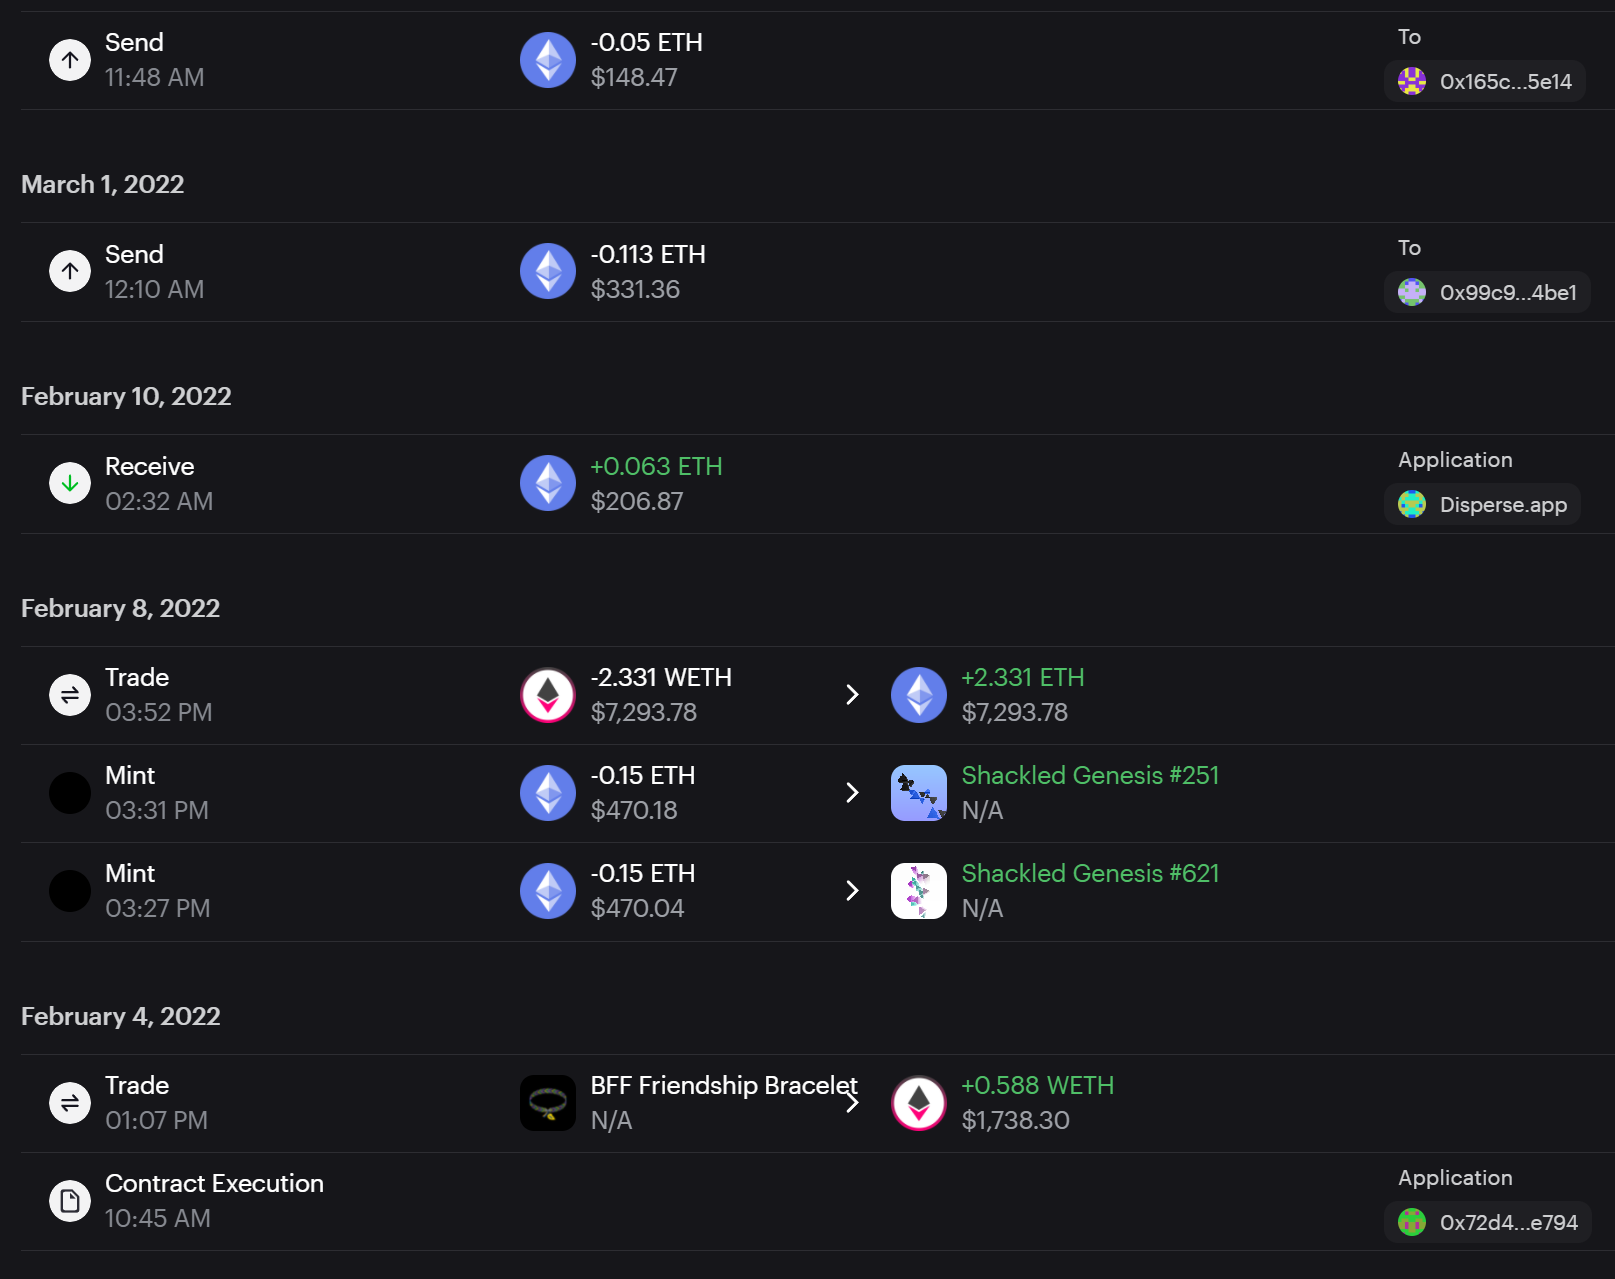 Send
11:48 AM
-0.05 ETH
$148.47
To
0x165c...5e14
March 1, 2022
Send
12:10 AM
-0.113 ETH
$331.36
To
0x99c9...4be1
February 10, 2022
Receive
02:32 AM
+0.063 ETH
$206.87
Application
Disperse.app
February 8, 2022
Trade
03:52 PM
-2.331 WETH
$7,293.78
+2.331 ETH
$7,293.78
Mint
03:31 PM
-0.15 ETH
$470.18
Shackled Genesis #251
N/A
Mint
03:27 PM
-0.15 ETH
$470.04
Shackled Genesis #621
N/A
February 4, 2022
Trade
01:07 PM
BFF Friendship Bracelet
N/A
+0.588 WETH
$1,738.30
Contract Execution
10:45 AM
Application
0x72d4...e794